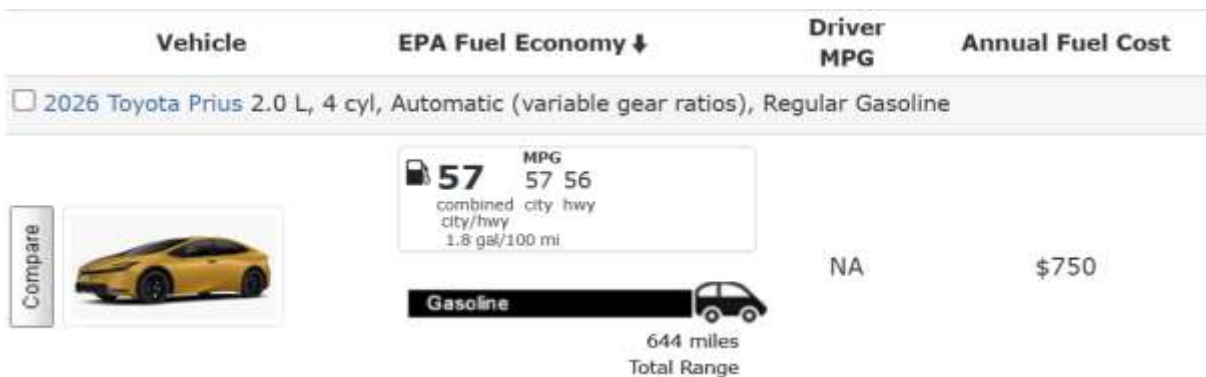 Vehicle EPA Fuel Economy Driver MPG Annual Fuel Cost
2026 Toyota Prius 2.0 L, 4 cyl, Automatic (variable gear ratios), Regular Gasoline
MPG
57 57 56
combined city hwy
city/hwy
1.8 gal/100 mi
Compare
NA $750
Gasoline
644 miles
Total Range